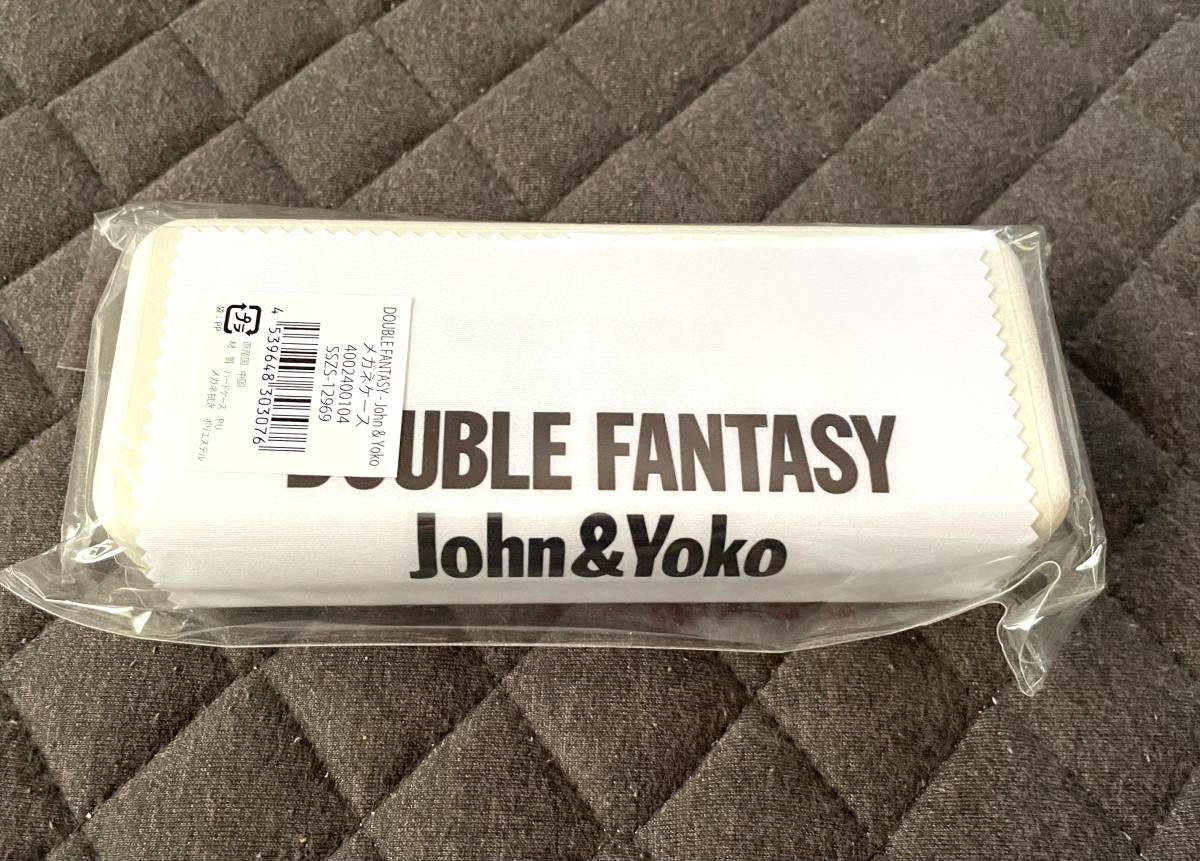 DOUBLE FANTASY - John & Yoko
メガネケース
4002400104
SSZS-12969
4 539648 303076
原産国 中国
材 質 ハードケース PU
メガネ拭き ポリエステル
プラ
袋:PP
DOUBLE FANTASY
John&Yoko